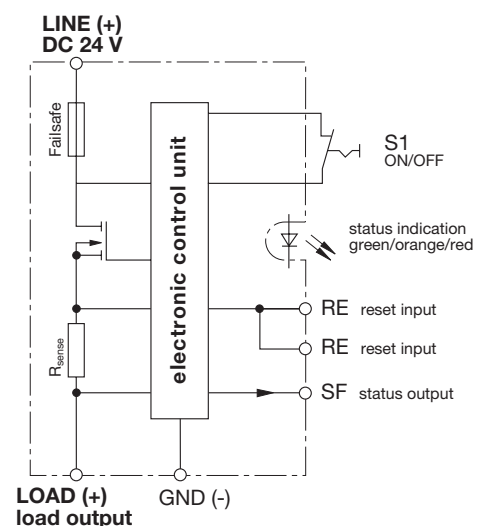 LINE (+)
DC 24 V
Failsafe
electronic control unit
S1
ON/OFF
status indication
green/orange/red
RE reset input
Rsense
RE reset input
SF status output
LOAD (+)
load output
GND (-)